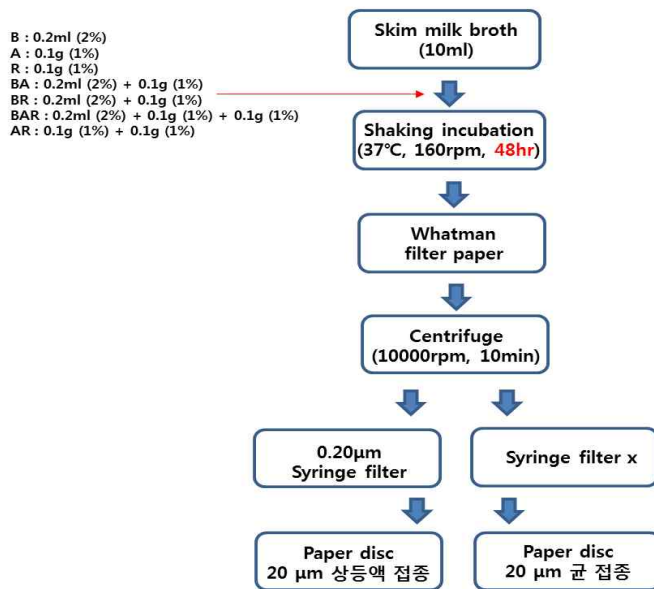 B : 0.2ml (2%)
A : 0.1g (1%)
R : 0.1g (1%)
BA : 0.2ml (2%) + 0.1g (1%)
BR : 0.2ml (2%) + 0.1g (1%)
BAR : 0.2ml (2%) + 0.1g (1%) + 0.1g (1%)
AR : 0.1g (1%) + 0.1g (1%)
Skim milk broth
(10ml)
Shaking incubation
(37℃, 160rpm, 48hr)
Whatman
filter paper
Centrifuge
(10000rpm, 10min)
0.20μm
Syringe filter
Syringe filter x
Paper disc
20 μm 상등액 접종
Paper disc
20 μm 균 접종